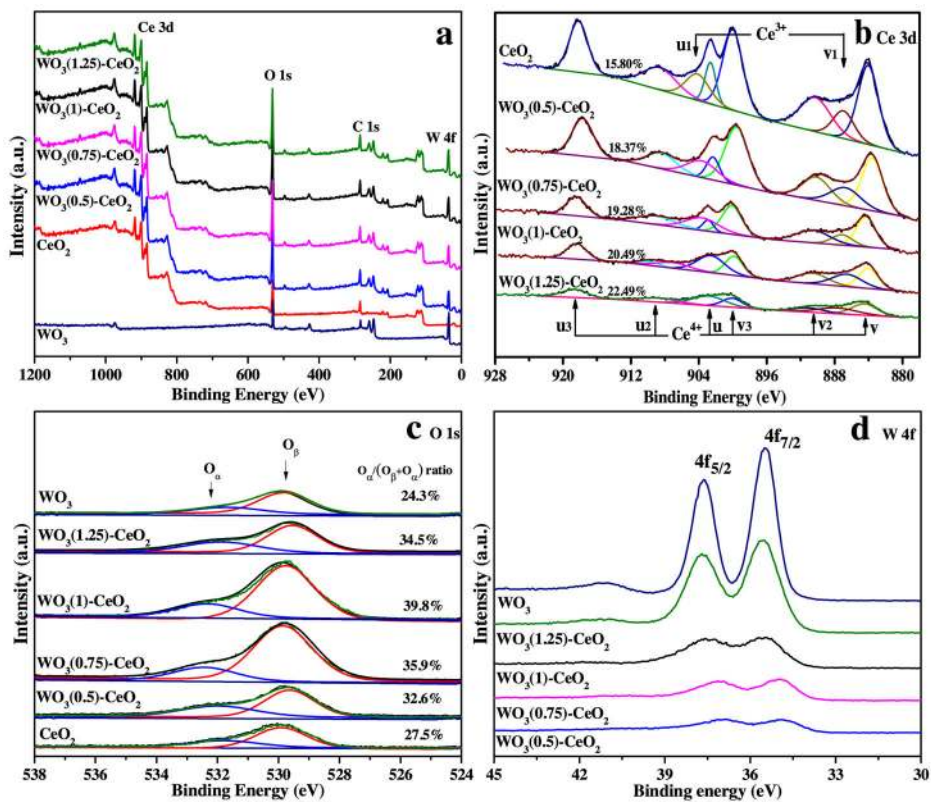 a
Ce 3d
O 1s
C 1s
W 4f
WO3(1.25)-CeO2
WO3(1)-CeO2
WO3(0.75)-CeO2
WO3(0.5)-CeO2
CeO2
WO3
Intensity (a.u.)
1200 1000 800 600 400 200 0
Binding Energy (eV)
b
Ce 3d
u1 Ce3+ v1
CeO2
15.80%
WO3(0.5)-CeO2
18.37%
WO3(0.75)-CeO2
19.28%
WO3(1)-CeO2
20.49%
WO3(1.25)-CeO2
22.49%
u3 u2 Ce4+ u v3 v2 v
Intensity (a.u.)
928 912 904 896 888 880
Binding Energy (eV)
c O 1s
Oα
Oβ
Oα/(Oβ+Oα) ratio
WO3
24.3%
WO3(1.25)-CeO2
34.5%
WO3(1)-CeO2
39.8%
WO3(0.75)-CeO2
35.9%
WO3(0.5)-CeO2
32.6%
CeO2
27.5%
Intensity (a.u.)
538 536 534 532 530 528 526 524
Binding Energy (eV)
d W 4f
4f5/2
4f7/2
WO3
WO3(1.25)-CeO2
WO3(1)-CeO2
WO3(0.75)-CeO2
WO3(0.5)-CeO2
Intensity (a.u.)
45 42 39 36 33 30
Binding energy (eV)